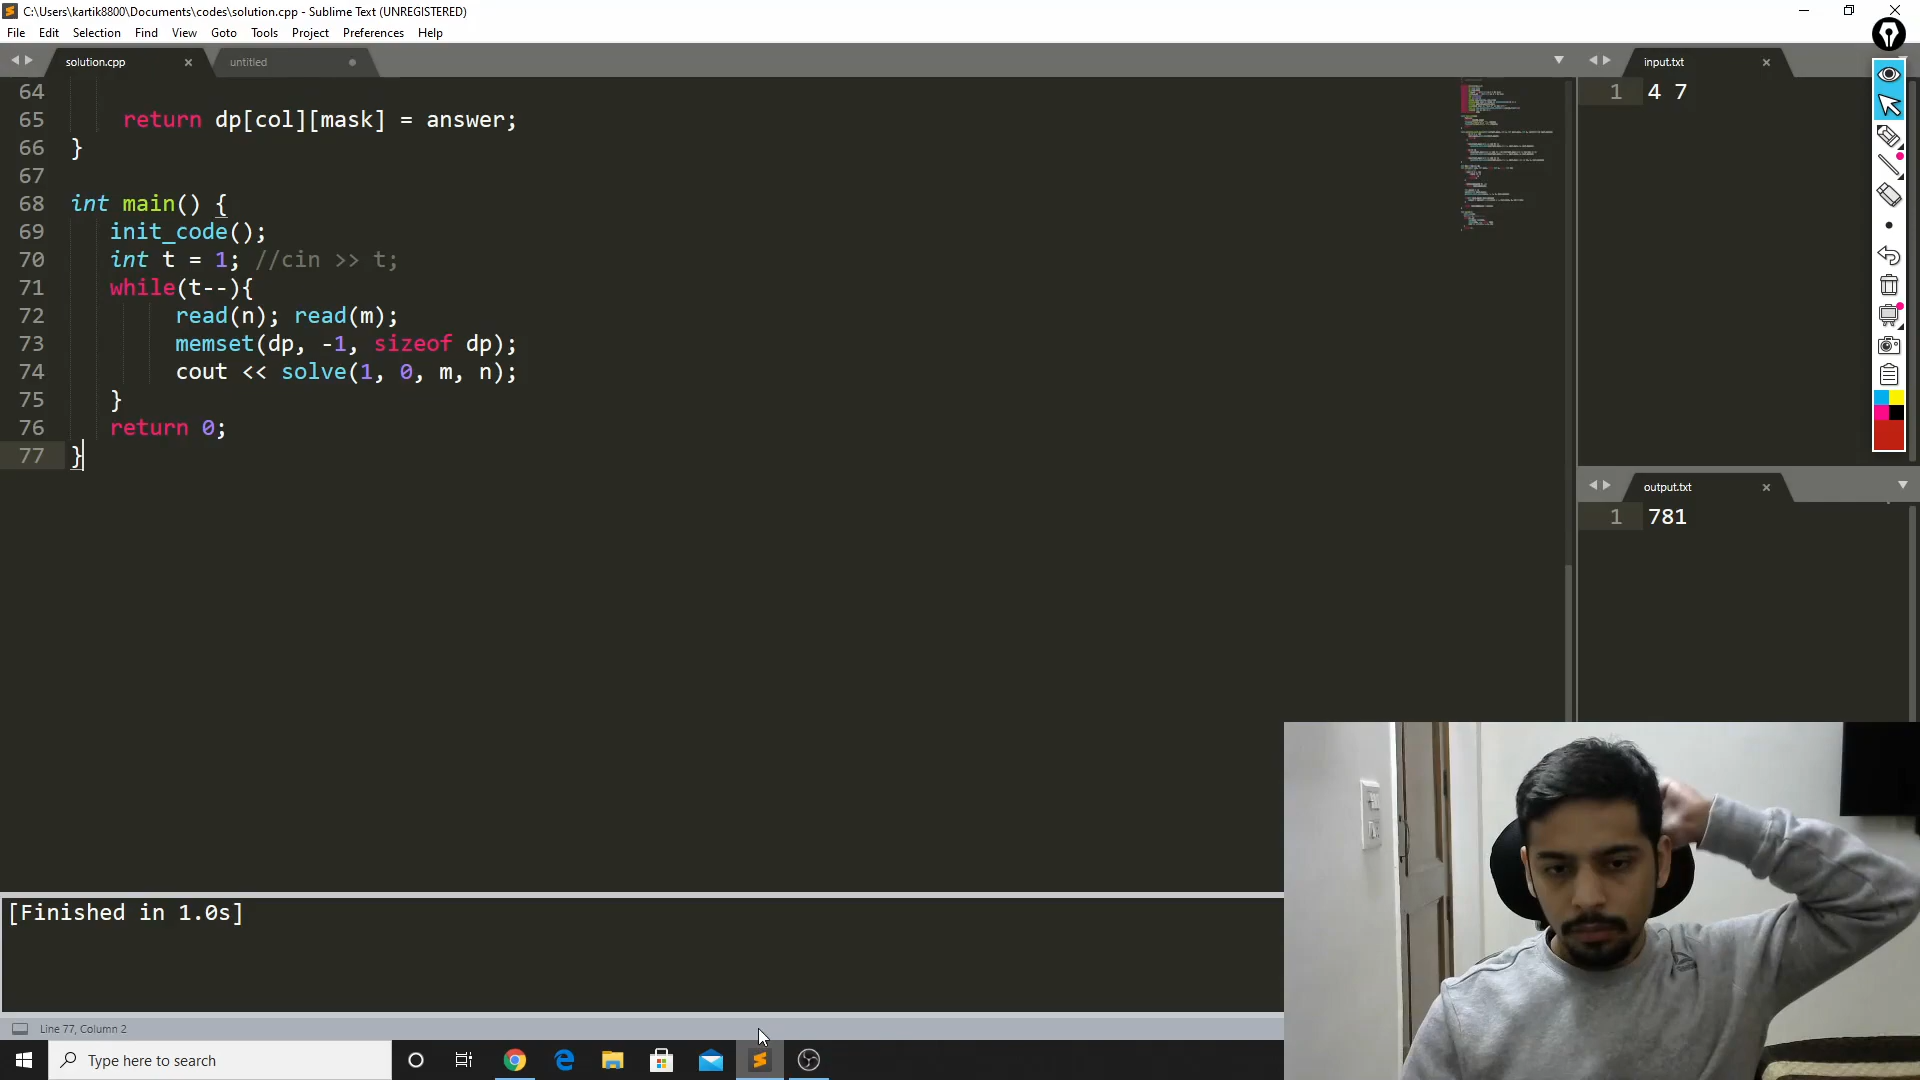 C:\Users\kartik8800\Documents\codes\solution.cpp - Sublime Text (UNREGISTERED)
File Edit Selection Find View Goto Tools Project Preferences Help
solution.cpp
untitled
64
65 return dp[col][mask] = answer;
66 }
67
68 int main() {
69 init_code();
70 int t = 1; //cin >> t;
71 while(t--){
72 read(n); read(m);
73 memset(dp, -1, sizeof dp);
74 cout << solve(1, 0, m, n);
75 }
76 return 0;
77 }
input.txt
1 4 7
output.txt
1 781
[Finished in 1.0s]
Line 77, Column 2
Type here to search